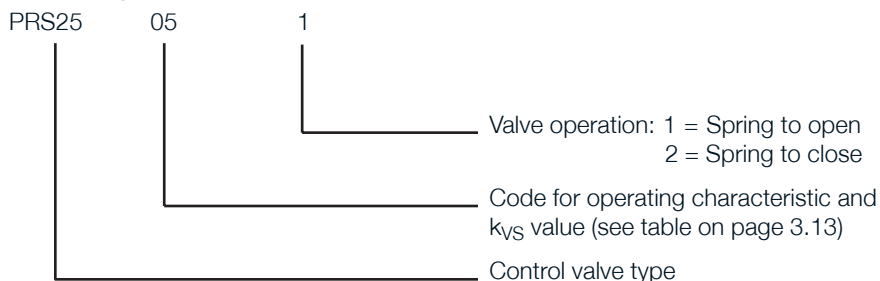 PRS25 05 1
Valve operation: 1 = Spring to open
2 = Spring to close
Code for operating characteristic and
kVS value (see table on page 3.13)
Control valve type